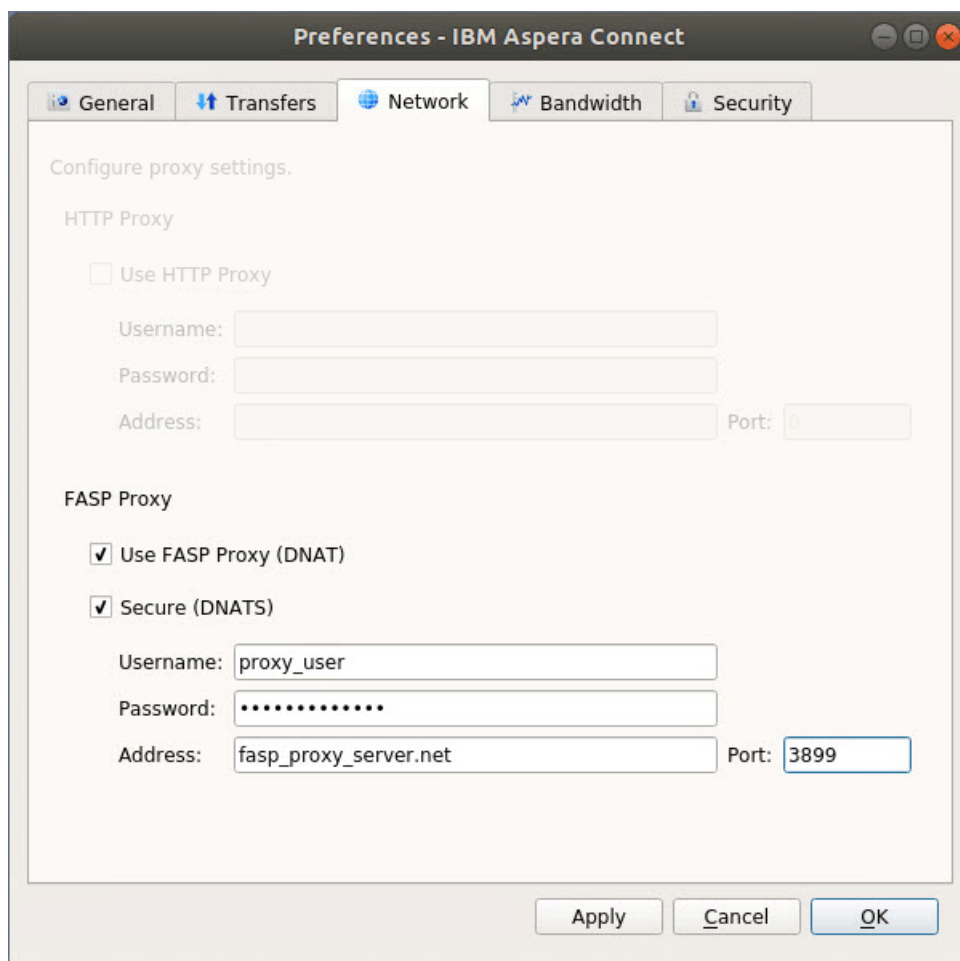 Preferences - IBM Aspera Connect
General Transfers Network Bandwidth Security
Configure proxy settings.
HTTP Proxy
Use HTTP Proxy
Username:
Password:
Address: Port: 0
FASP Proxy
Use FASP Proxy (DNAT)
Secure (DNATS)
Username: proxy_user
Password: •••••••••••••
Address: fasp_proxy_server.net Port: 3899
Apply Cancel OK